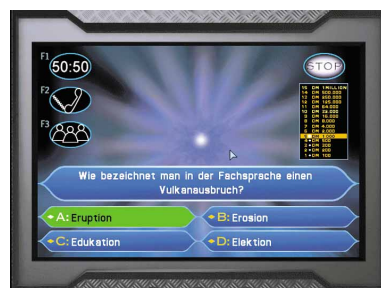 F1
50:50
STOP
F2
F3
15 DM 1 MILLION
14 DM 500.000
13 DM 250.000
12 DM 125.000
11 DM 64.000
10 DM 32.000
9 DM 16.000
8 DM 8.000
7 DM 4.000
6 DM 2.000
5 DM 1.000
4 DM 500
3 DM 300
2 DM 200
1 DM 100
Wie bezeichnet man in der Fachsprache einen
Vulkanausbruch?
A: Eruption
B: Erosion
C: Edukation
D: Elektion